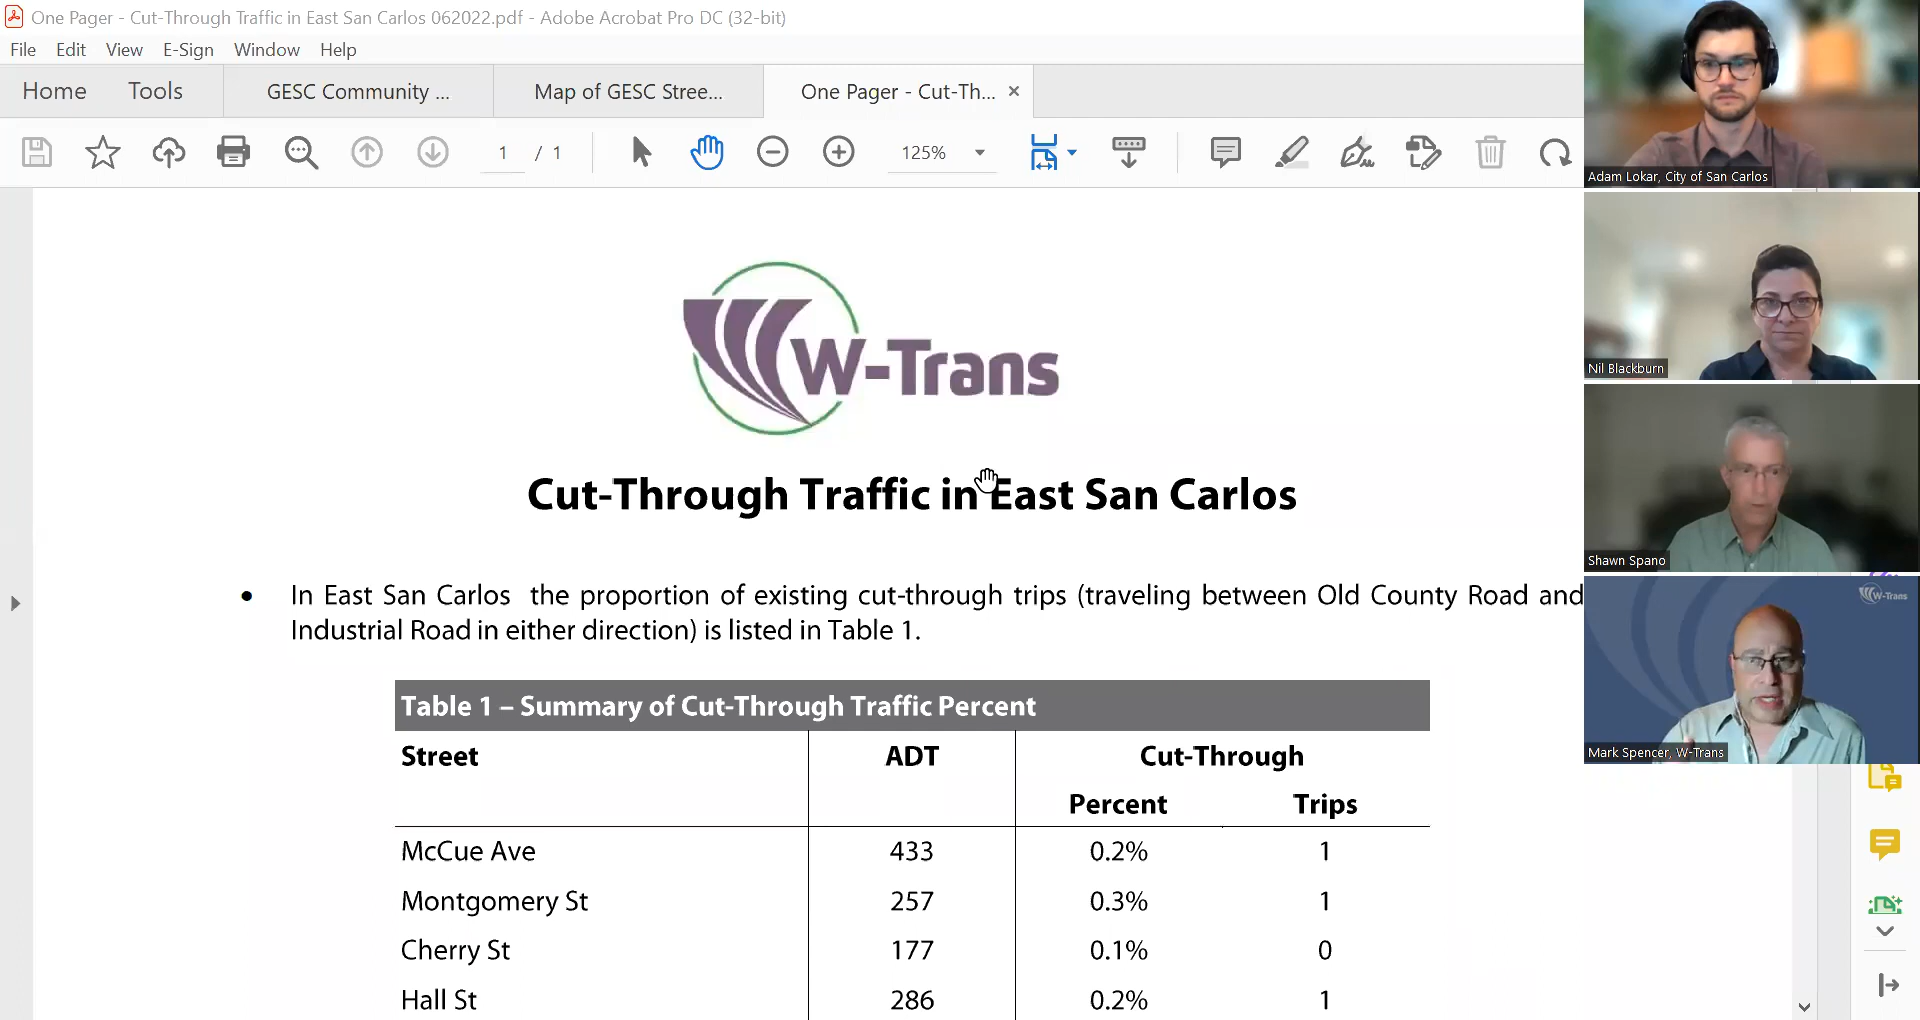 One Pager - Cut-Through Traffic in East San Carlos 062022.pdf - Adobe Acrobat Pro DC (32-bit)
File Edit View E-Sign Window Help
Home Tools GESC Community ... Map of GESC Stree... One Pager - Cut-Th... ×
1 / 1 125%
Adam Lokar, City of San Carlos
Nil Blackburn
Shawn Spano
W-Trans
Mark Spencer, W-Trans
W-Trans
Cut-Through Traffic in East San Carlos
• In East San Carlos the proportion of existing cut-through trips (traveling between Old County Road and
Industrial Road in either direction) is listed in Table 1.
Table 1 – Summary of Cut-Through Traffic Percent
Street ADT Cut-Through
Percent Trips
McCue Ave 433 0.2% 1
Montgomery St 257 0.3% 1
Cherry St 177 0.1% 0
Hall St 286 0.2% 1